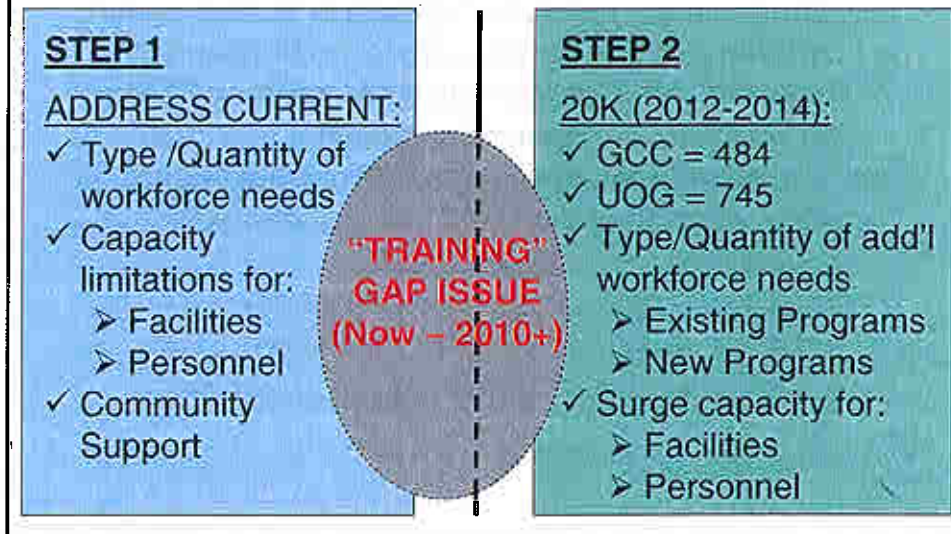 STEP 1
ADDRESS CURRENT:
✓ Type /Quantity of
workforce needs
✓ Capacity
limitations for:
➢ Facilities
➢ Personnel
✓ Community
Support
"TRAINING"
GAP ISSUE
(Now – 2010+)
STEP 2
20K (2012-2014):
✓ GCC = 484
✓ UOG = 745
✓ Type/Quantity of add'l
workforce needs
➢ Existing Programs
➢ New Programs
✓ Surge capacity for:
➢ Facilities
➢ Personnel